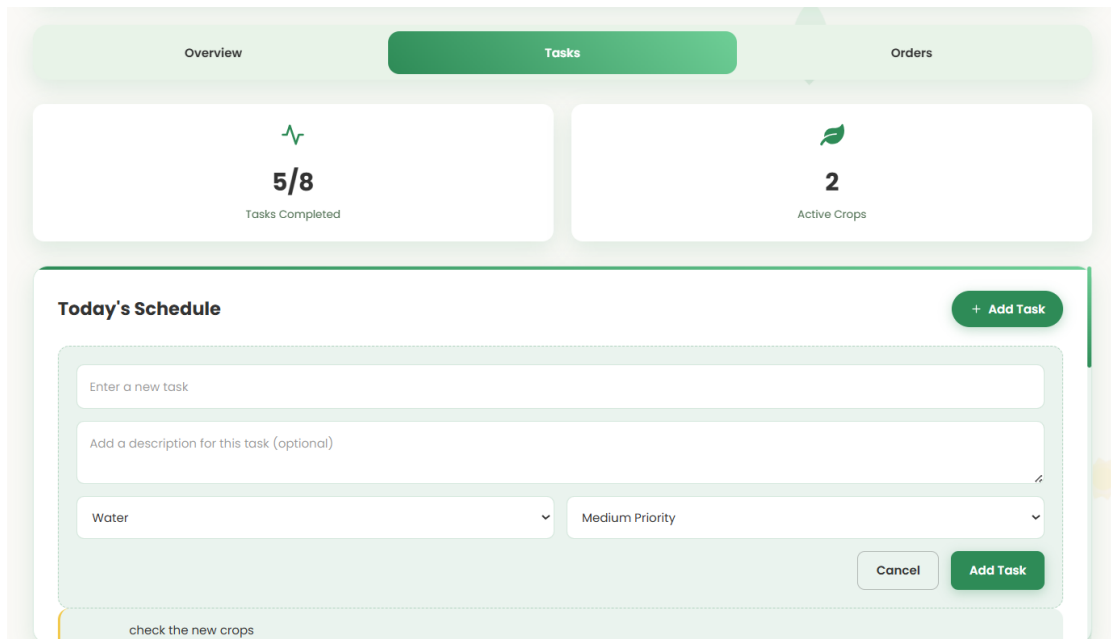 Overview
Tasks
Orders
5/8
Tasks Completed
2
Active Crops
Today's Schedule
+ Add Task
Enter a new task
Add a description for this task (optional)
Water
Medium Priority
Cancel
Add Task
check the new crops